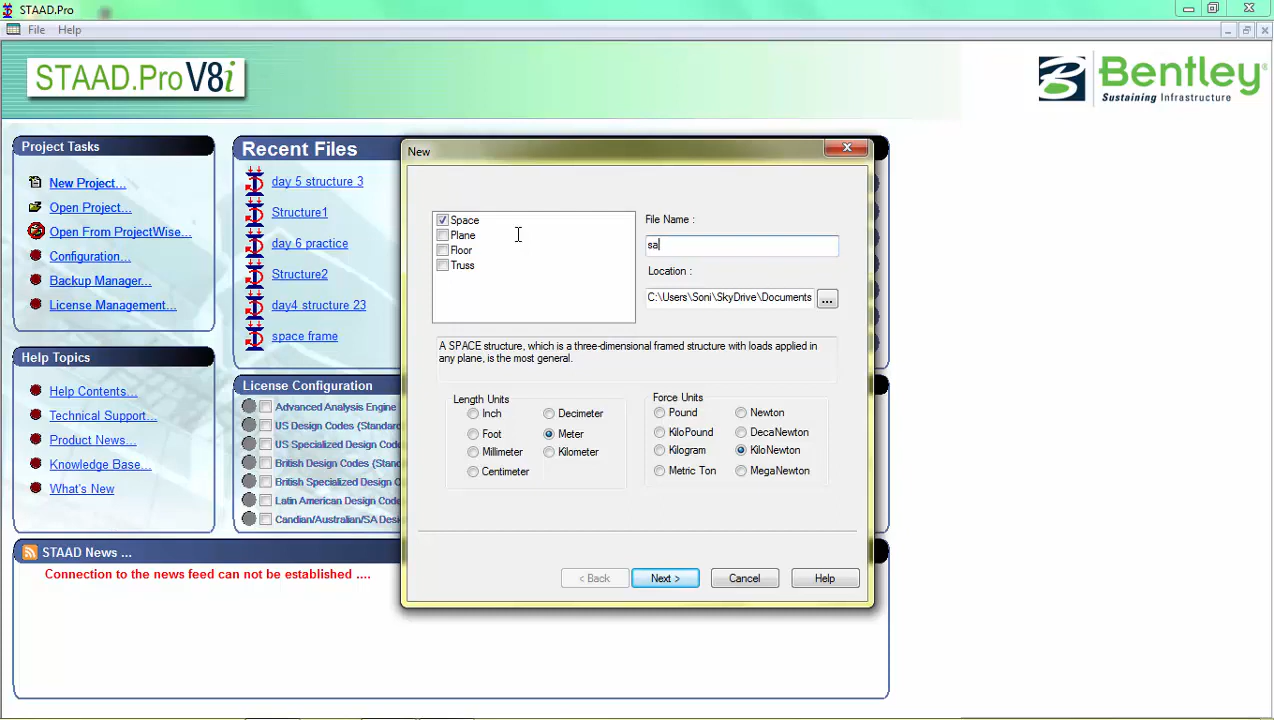 STAAD.Pro
File Help
STAAD.Pro V8i
Bentley®
Sustaining Infrastructure
Project Tasks
New Project...
Open Project...
Open From ProjectWise...
Configuration...
Backup Manager...
License Management...
Help Topics
Help Contents...
Technical Support...
Product News...
Knowledge Base...
What's New
Recent Files
day 5 structure 3
Structure1
day 6 practice
Structure2
day4 structure 23
space frame
License Configuration
Advanced Analysis Engine
US Design Codes (Standard
US Specialized Design Cod
British Design Codes (Stan
British Specialized Design C
Latin American Design Code
Candian/Australian/SA Desi
STAAD News ...
Connection to the news feed can not be established ....
New
Space
Plane
Floor
Truss
File Name :
sa
Location :
C:\Users\Soni\SkyDrive\Documents
...
A SPACE structure, which is a three-dimensional framed structure with loads applied in
any plane, is the most general.
Length Units
Inch Decimeter
Foot Meter
Millimeter Kilometer
Centimeter
Force Units
Pound Newton
KiloPound DecaNewton
Kilogram KiloNewton
Metric Ton MegaNewton
< Back Next > Cancel Help